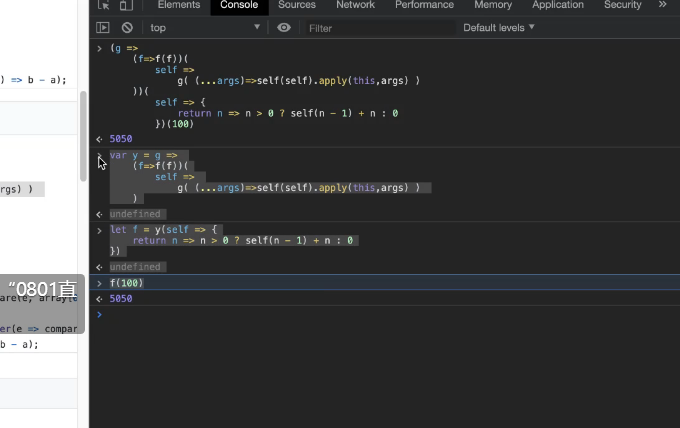 Elements Console Sources Network Performance Memory Application Security »
top Filter Default levels
) => b - a);
rgs) )
“0801直
are(e, array(
er(e => compar
b - a);
> (g =>
(f=>f(f))(
self =>
g( (...args)=>self(self).apply(this,args) )
))(
self => {
return n => n > 0 ? self(n - 1) + n : 0
})(100)
< 5050
> var y = g =>
(f=>f(f))(
self =>
g( (...args)=>self(self).apply(this,args) )
)
< undefined
> let f = y(self => {
return n => n > 0 ? self(n - 1) + n : 0
})
< undefined
> f(100)
< 5050
>